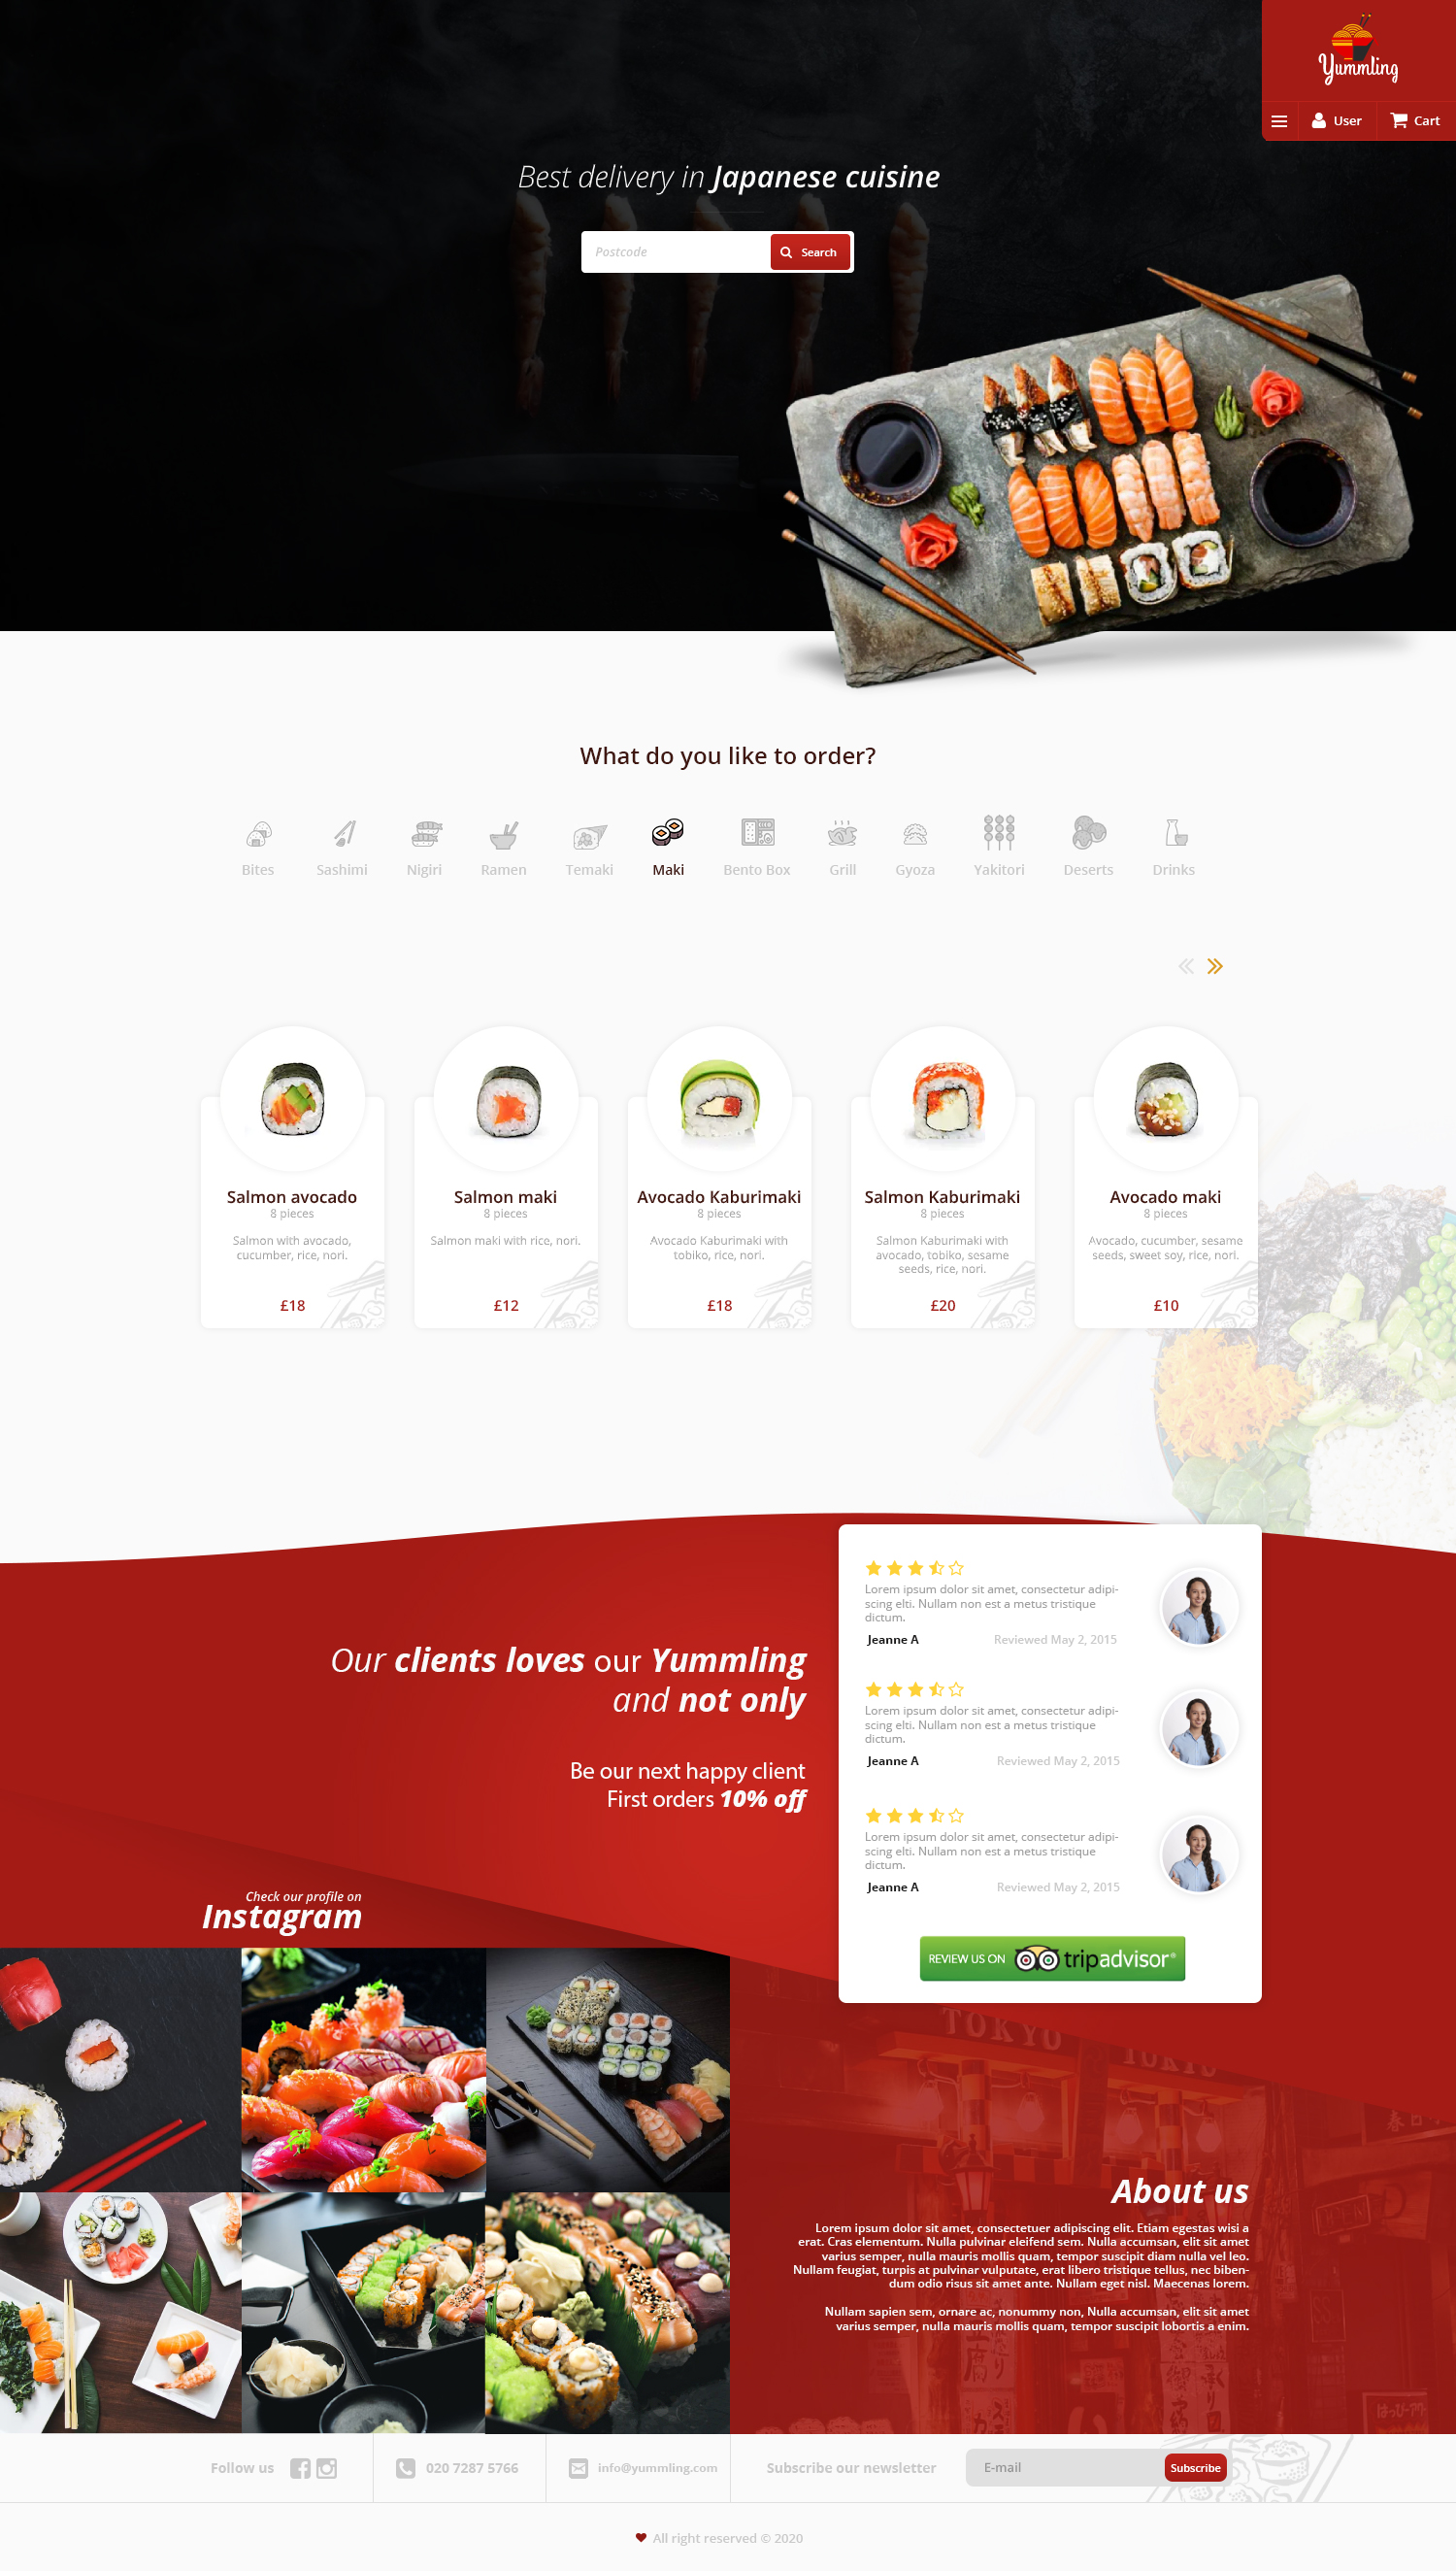 Yummling
User
Cart
Best delivery in Japanese cuisine
Postcode
Search
What do you like to order?
Bites
Sashimi
Nigiri
Ramen
Temaki
Maki
Bento Box
Grill
Gyoza
Yakitori
Deserts
Drinks
Salmon avocado
8 pieces
Salmon with avocado,
cucumber, rice, nori.
£18
Salmon maki
8 pieces
Salmon maki with rice, nori.
£12
Avocado Kaburimaki
8 pieces
Avocado Kaburimaki with
tobiko, rice, nori.
£18
Salmon Kaburimaki
8 pieces
Salmon Kaburimaki with
avocado, tobiko, sesame
seeds, rice, nori.
£20
Avocado maki
8 pieces
Avocado, cucumber, sesame
seeds, sweet soy, rice, nori.
£10
Our clients loves our Yummling
and not only
Be our next happy client
First orders 10% off
Lorem ipsum dolor sit amet, consectetur adipi-
scing elti. Nullam non est a metus tristique
dictum.
Jeanne A
Reviewed May 2, 2015
Lorem ipsum dolor sit amet, consectetur adipi-
scing elti. Nullam non est a metus tristique
dictum.
Jeanne A
Reviewed May 2, 2015
Lorem ipsum dolor sit amet, consectetur adipi-
scing elti. Nullam non est a metus tristique
dictum.
Jeanne A
Reviewed May 2, 2015
REVIEW US ON tripadvisor®
Check our profile on
Instagram
TOKYO
TOKYO
About us
Lorem ipsum dolor sit amet, consectetuer adipiscing elit. Etiam egestas wisi a
erat. Cras elementum. Nulla pulvinar eleifend sem. Nulla accumsan, elit sit amet
varius semper, nulla mauris mollis quam, tempor suscipit diam nulla vel leo.
Nullam feugiat, turpis at pulvinar vulputate, erat libero tristique tellus, nec biben-
dum odio risus sit amet ante. Nullam eget nisl. Maecenas lorem.
Nullam sapien sem, ornare ac, nonummy non, Nulla accumsan, elit sit amet
varius semper, nulla mauris mollis quam, tempor suscipit lobortis a enim.
Follow us
020 7287 5766
info@yummling.com
Subscribe our newsletter
E-mail
Subscribe
All right reserved © 2020